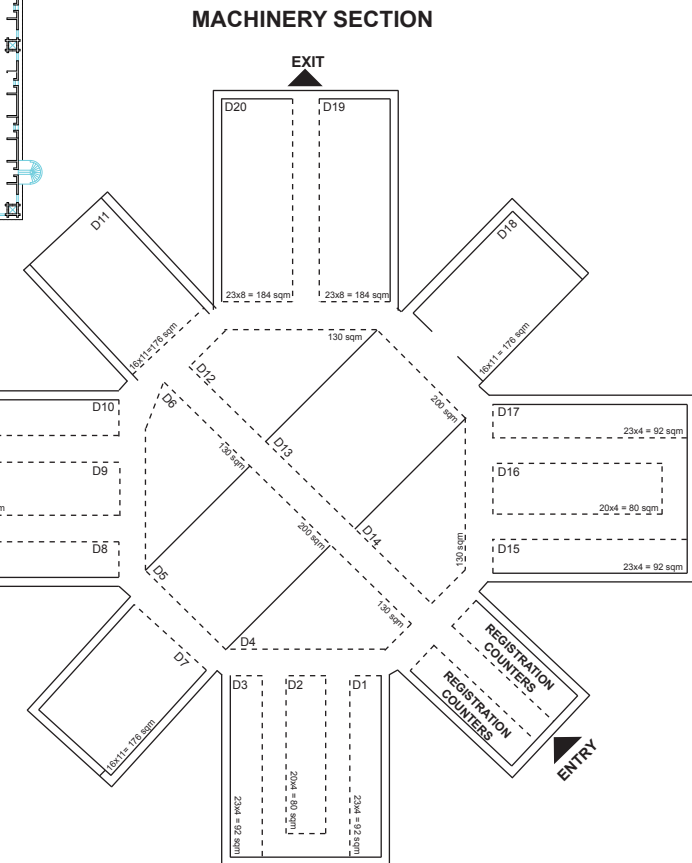 MACHINERY SECTION
EXIT
D20
D19
23x8 = 184 sqm
23x8 = 184 sqm
D11
16x11=176 sqm
D18
16x11 = 176 sqm
130 sqm
D12
D6
200 sqm
D13
130 sqm
D10
D9
D8
D17
23x4 = 92 sqm
D16
20x4 = 80 sqm
D15
23x4 = 92 sqm
200 sqm
D14
130 sqm
D5
130 sqm
D4
D7
16x11= 176 sqm
REGISTRATION
COUNTERS
REGISTRATION
COUNTERS
ENTRY
D3
D2
D1
23x4 = 92 sqm
20x4 = 80 sqm
23x4 = 92 sqm